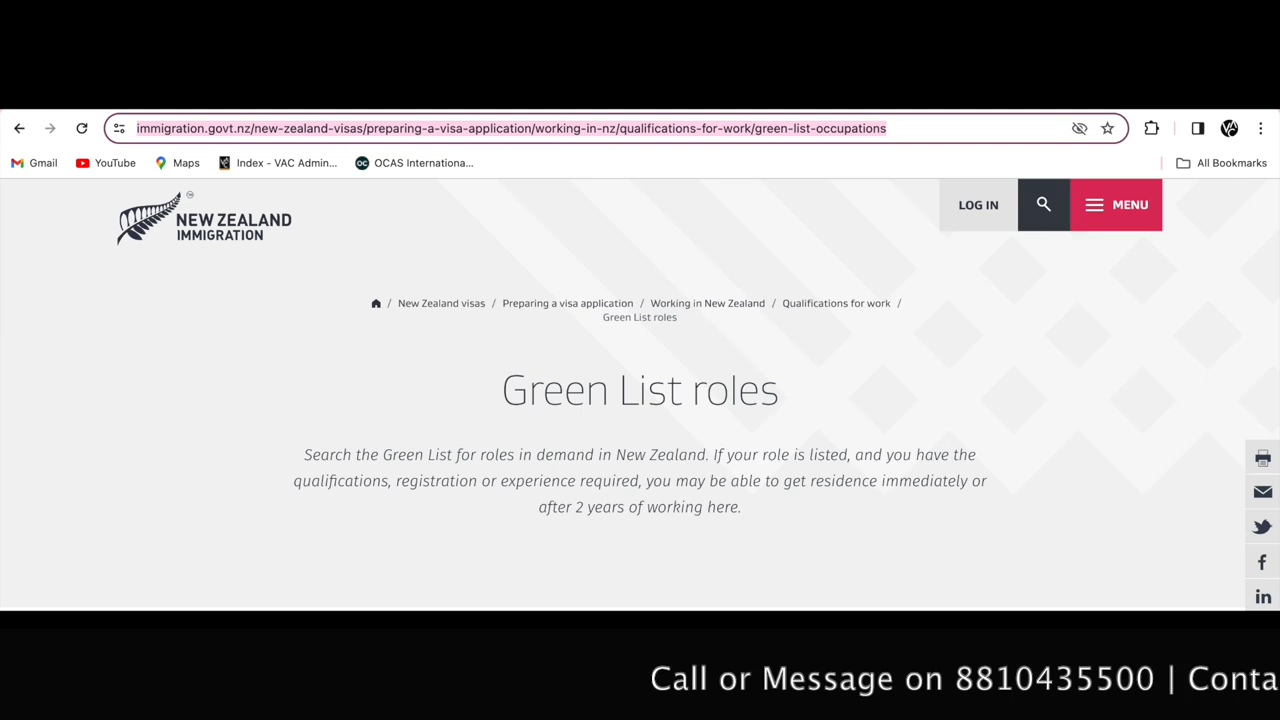 immigration.govt.nz/new-zealand-visas/preparing-a-visa-application/working-in-nz/qualifications-for-work/green-list-occupations
Gmail YouTube Maps Index - VAC Admin... OCAS Internationa... All Bookmarks
NEW ZEALAND
IMMIGRATION
LOG IN MENU
/ New Zealand visas / Preparing a visa application / Working in New Zealand / Qualifications for work /
Green List roles
Green List roles
Search the Green List for roles in demand in New Zealand. If your role is listed, and you have the
qualifications, registration or experience required, you may be able to get residence immediately or
after 2 years of working here.
Call or Message on 8810435500 | Conta